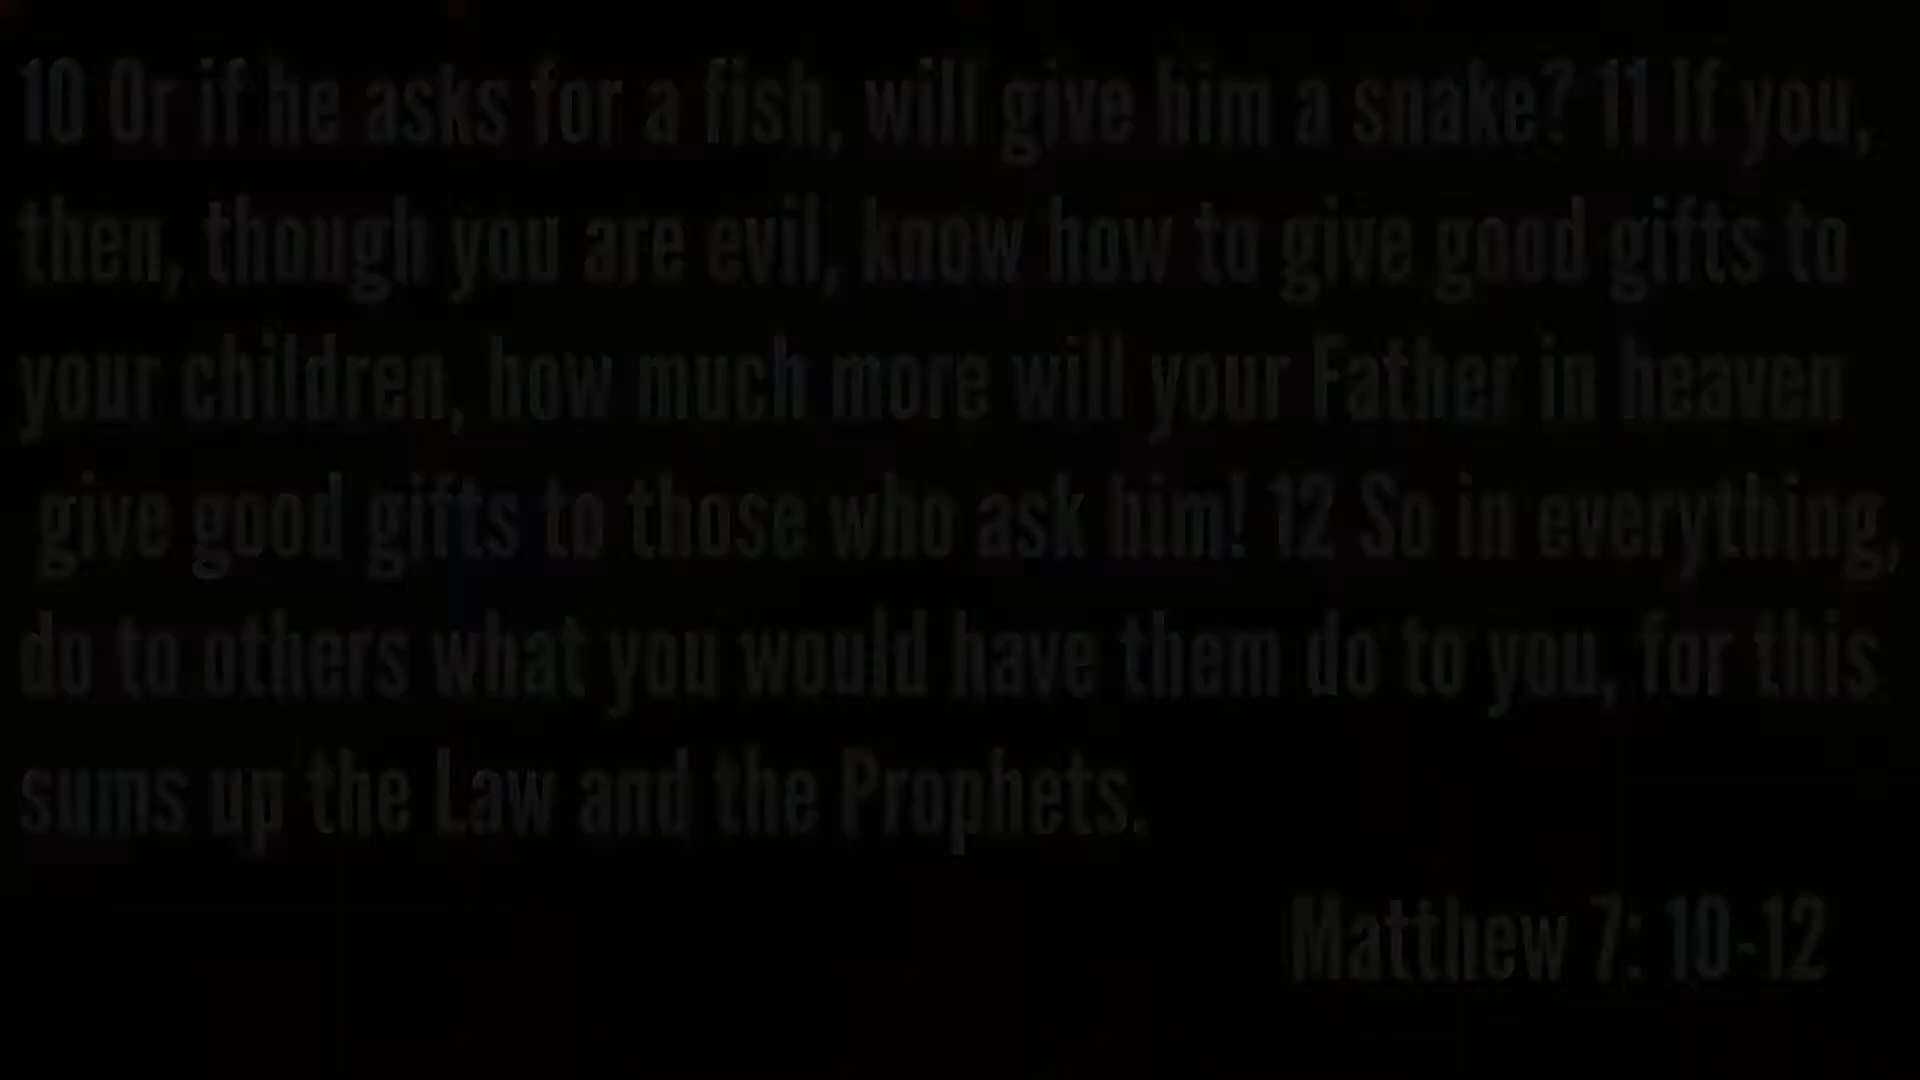 10 Or if he asks for a fish, will give him a snake? 11 If you,
then, though you are evil, know how to give good gifts to
your children, how much more will your Father in heaven
give good gifts to those who ask him! 12 So in everything,
do to others what you would have them do to you, for this
sums up the Law and the Prophets.
Matthew 7: 10-12